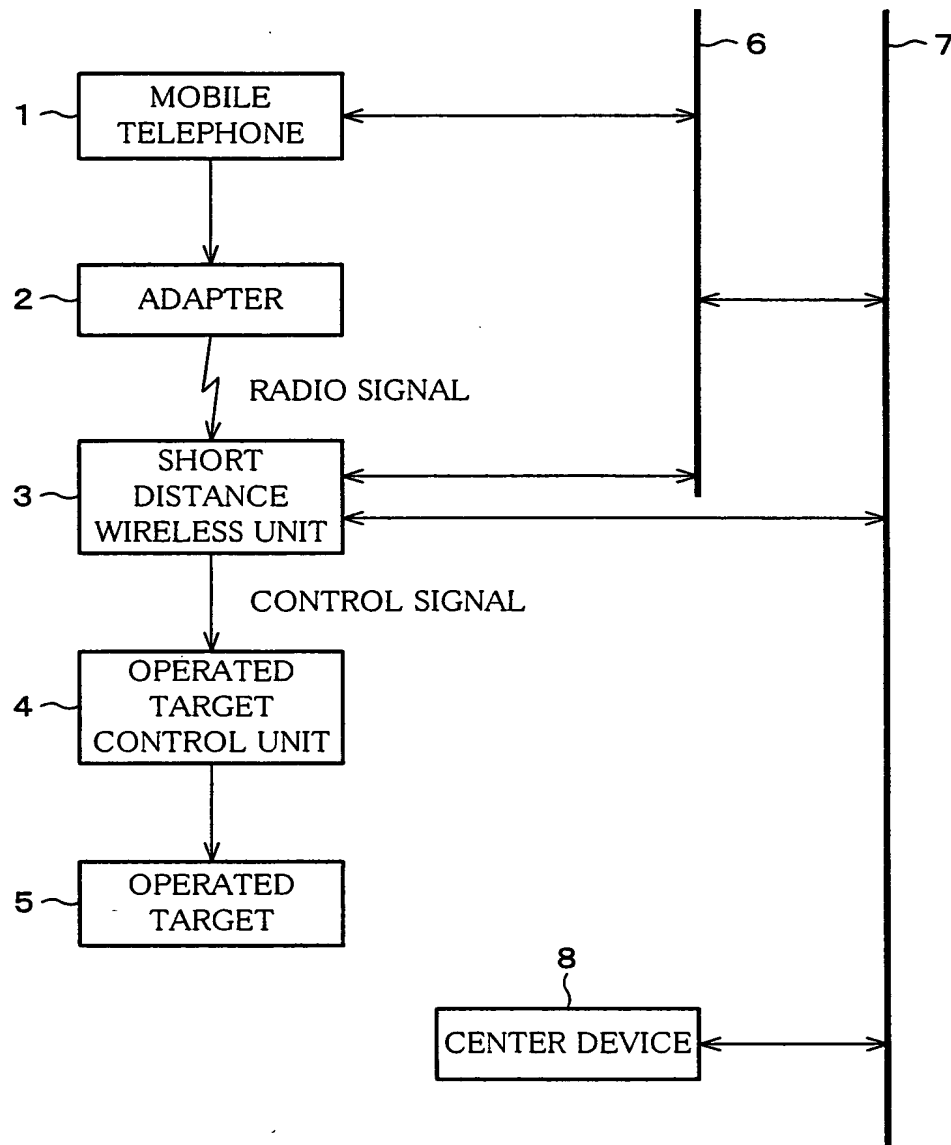 6
7
1
MOBILE
TELEPHONE
2
ADAPTER
RADIO SIGNAL
3
SHORT
DISTANCE
WIRELESS UNIT
CONTROL SIGNAL
4
OPERATED
TARGET
CONTROL UNIT
5
OPERATED
TARGET
8
CENTER DEVICE